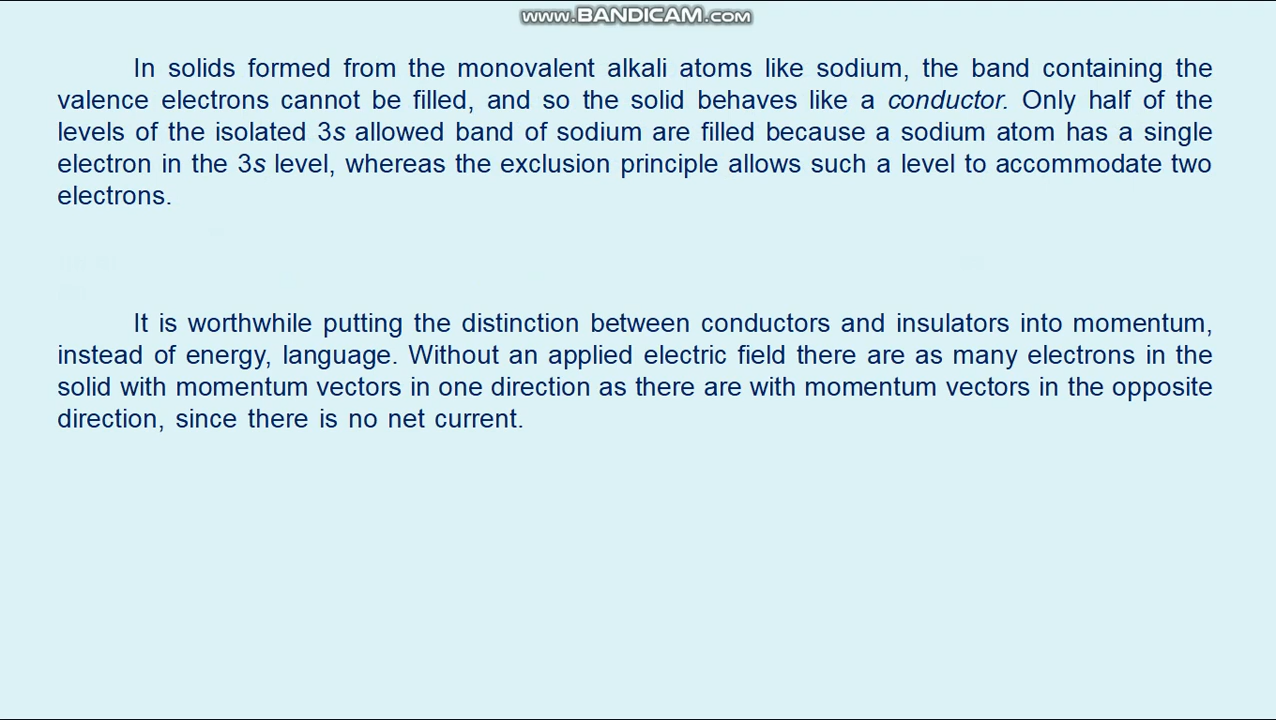 www.BANDICAM.com
In solids formed from the monovalent alkali atoms like sodium, the band containing the
valence electrons cannot be filled, and so the solid behaves like a conductor. Only half of the
levels of the isolated 3s allowed band of sodium are filled because a sodium atom has a single
electron in the 3s level, whereas the exclusion principle allows such a level to accommodate two
electrons.
It is worthwhile putting the distinction between conductors and insulators into momentum,
instead of energy, language. Without an applied electric field there are as many electrons in the
solid with momentum vectors in one direction as there are with momentum vectors in the opposite
direction, since there is no net current.